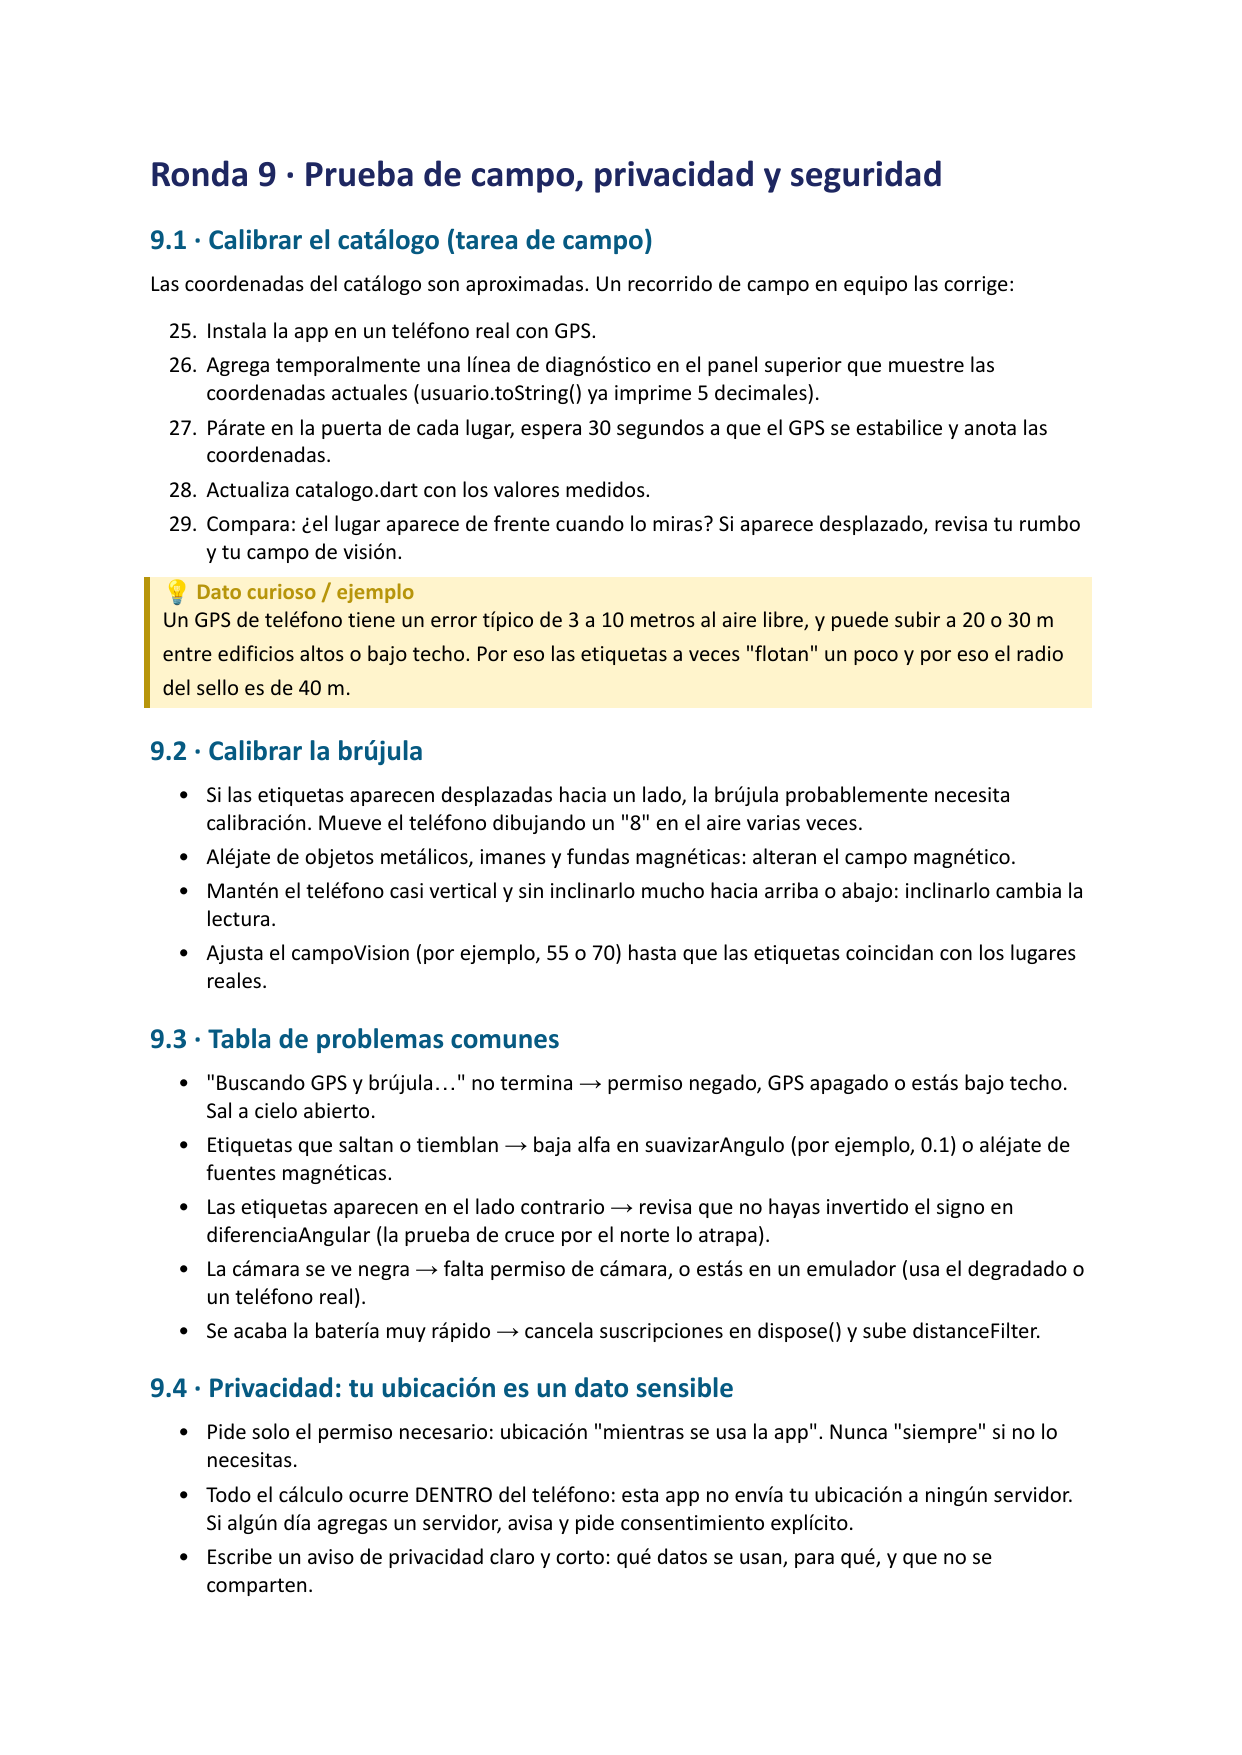 Ronda 9 · Prueba de campo, privacidad y seguridad
9.1 · Calibrar el catálogo (tarea de campo)
Las coordenadas del catálogo son aproximadas. Un recorrido de campo en equipo las corrige:
25. Instala la app en un teléfono real con GPS.
26. Agrega temporalmente una línea de diagnóstico en el panel superior que muestre las
coordenadas actuales (usuario.toString() ya imprime 5 decimales).
27. Párate en la puerta de cada lugar, espera 30 segundos a que el GPS se estabilice y anota las
coordenadas.
28. Actualiza catalogo.dart con los valores medidos.
29. Compara: ¿el lugar aparece de frente cuando lo miras? Si aparece desplazado, revisa tu rumbo
y tu campo de visión.
💡 Dato curioso / ejemplo
Un GPS de teléfono tiene un error típico de 3 a 10 metros al aire libre, y puede subir a 20 o 30 m
entre edificios altos o bajo techo. Por eso las etiquetas a veces "flotan" un poco y por eso el radio
del sello es de 40 m.
9.2 · Calibrar la brújula
• Si las etiquetas aparecen desplazadas hacia un lado, la brújula probablemente necesita
calibración. Mueve el teléfono dibujando un "8" en el aire varias veces.
• Aléjate de objetos metálicos, imanes y fundas magnéticas: alteran el campo magnético.
• Mantén el teléfono casi vertical y sin inclinarlo mucho hacia arriba o abajo: inclinarlo cambia la
lectura.
• Ajusta el campoVision (por ejemplo, 55 o 70) hasta que las etiquetas coincidan con los lugares
reales.
9.3 · Tabla de problemas comunes
• "Buscando GPS y brújula…" no termina → permiso negado, GPS apagado o estás bajo techo.
Sal a cielo abierto.
• Etiquetas que saltan o tiemblan → baja alfa en suavizarAngulo (por ejemplo, 0.1) o aléjate de
fuentes magnéticas.
• Las etiquetas aparecen en el lado contrario → revisa que no hayas invertido el signo en
diferenciaAngular (la prueba de cruce por el norte lo atrapa).
• La cámara se ve negra → falta permiso de cámara, o estás en un emulador (usa el degradado o
un teléfono real).
• Se acaba la batería muy rápido → cancela suscripciones en dispose() y sube distanceFilter.
9.4 · Privacidad: tu ubicación es un dato sensible
• Pide solo el permiso necesario: ubicación "mientras se usa la app". Nunca "siempre" si no lo
necesitas.
• Todo el cálculo ocurre DENTRO del teléfono: esta app no envía tu ubicación a ningún servidor.
Si algún día agregas un servidor, avisa y pide consentimiento explícito.
• Escribe un aviso de privacidad claro y corto: qué datos se usan, para qué, y que no se
comparten.